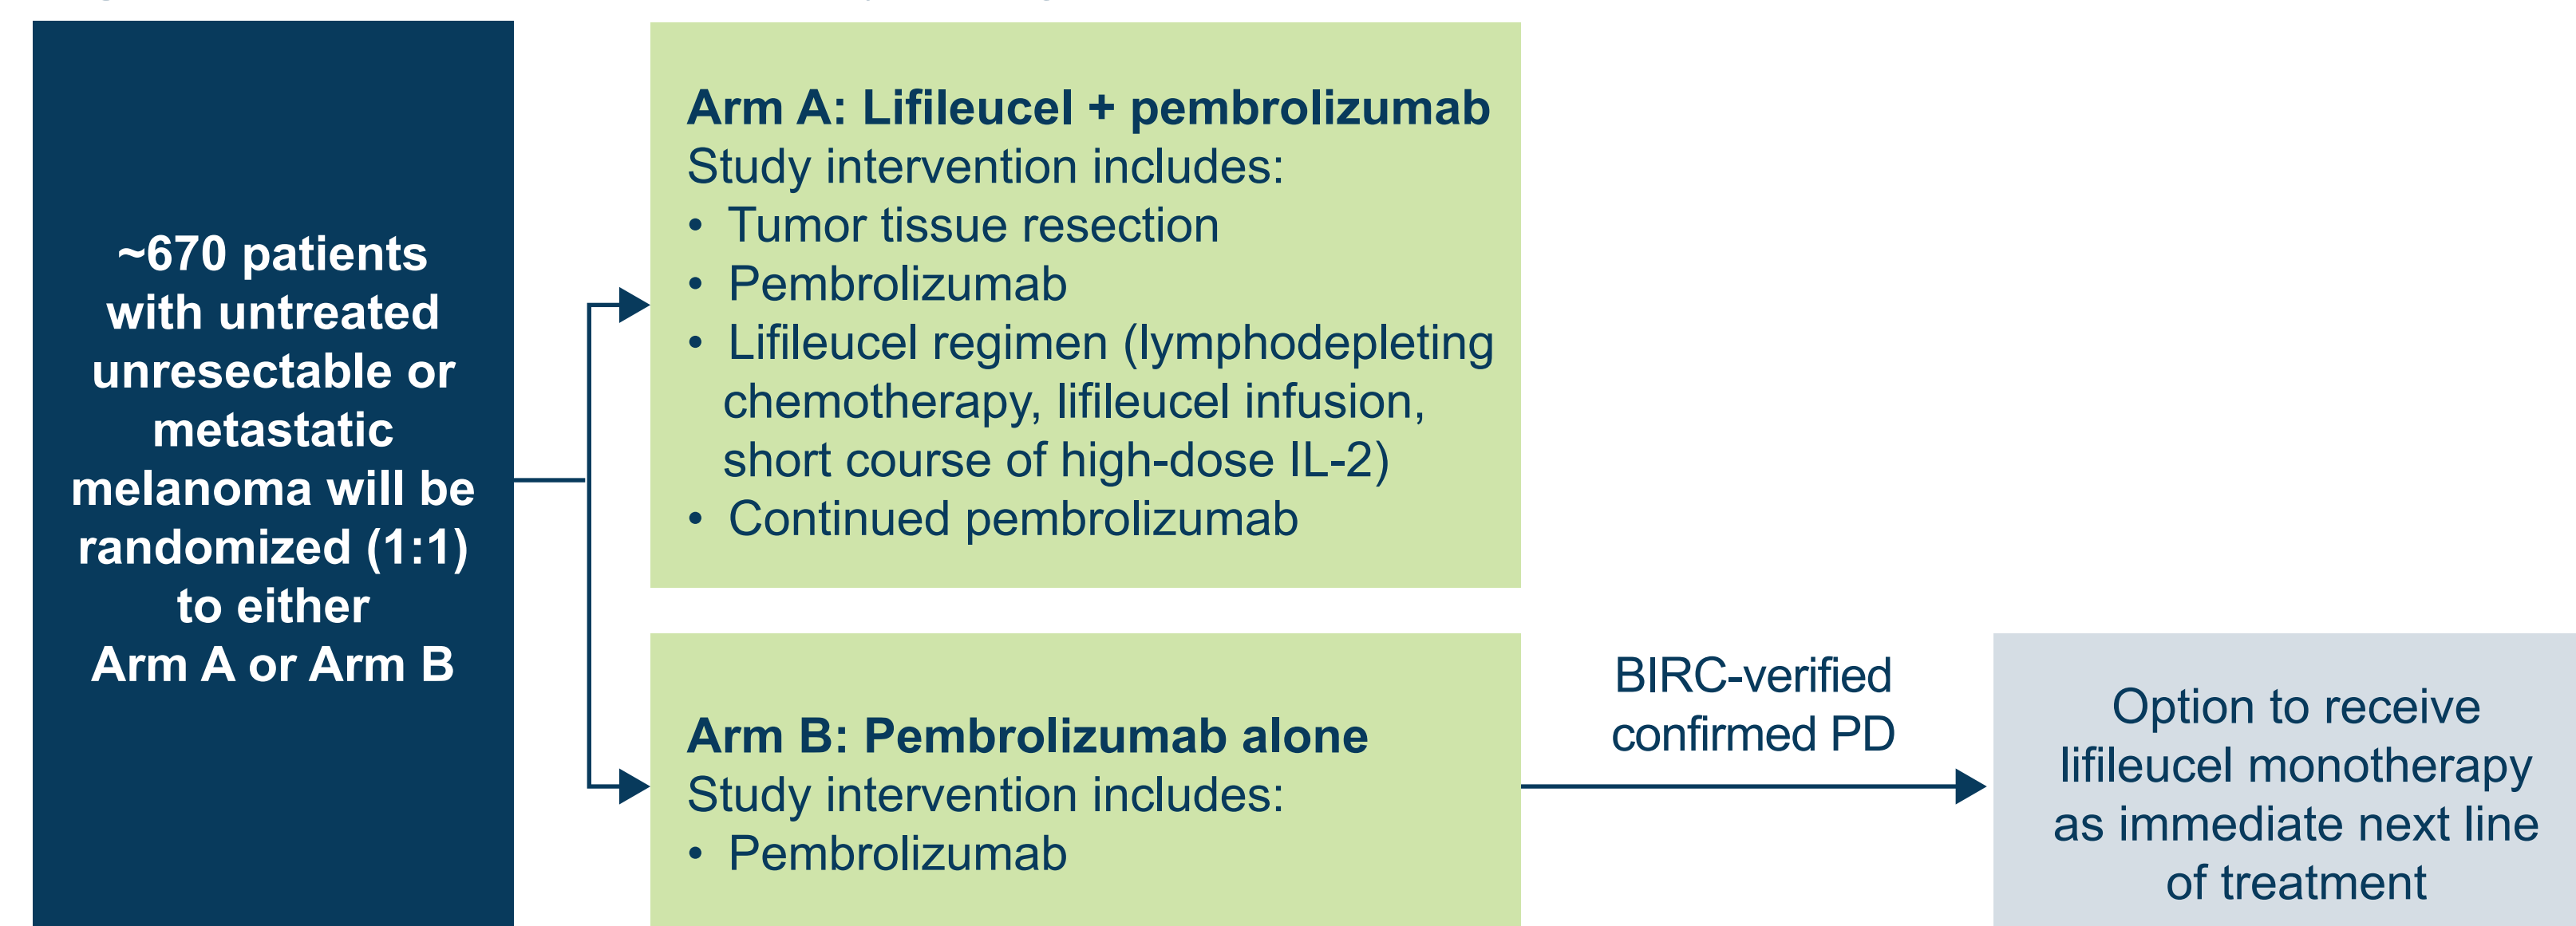 ~670 patients
with untreated
unresectable or
metastatic
melanoma will be
randomized (1:1)
to either
Arm A or Arm B
Arm A: Lifileucel + pembrolizumab
Study intervention includes:
• Tumor tissue resection
• Pembrolizumab
• Lifileucel regimen (lymphodepleting
chemotherapy, lifileucel infusion,
short course of high-dose IL-2)
• Continued pembrolizumab
Arm B: Pembrolizumab alone
Study intervention includes:
• Pembrolizumab
BIRC-verified
confirmed PD
Option to receive
lifileucel monotherapy
as immediate next line
of treatment